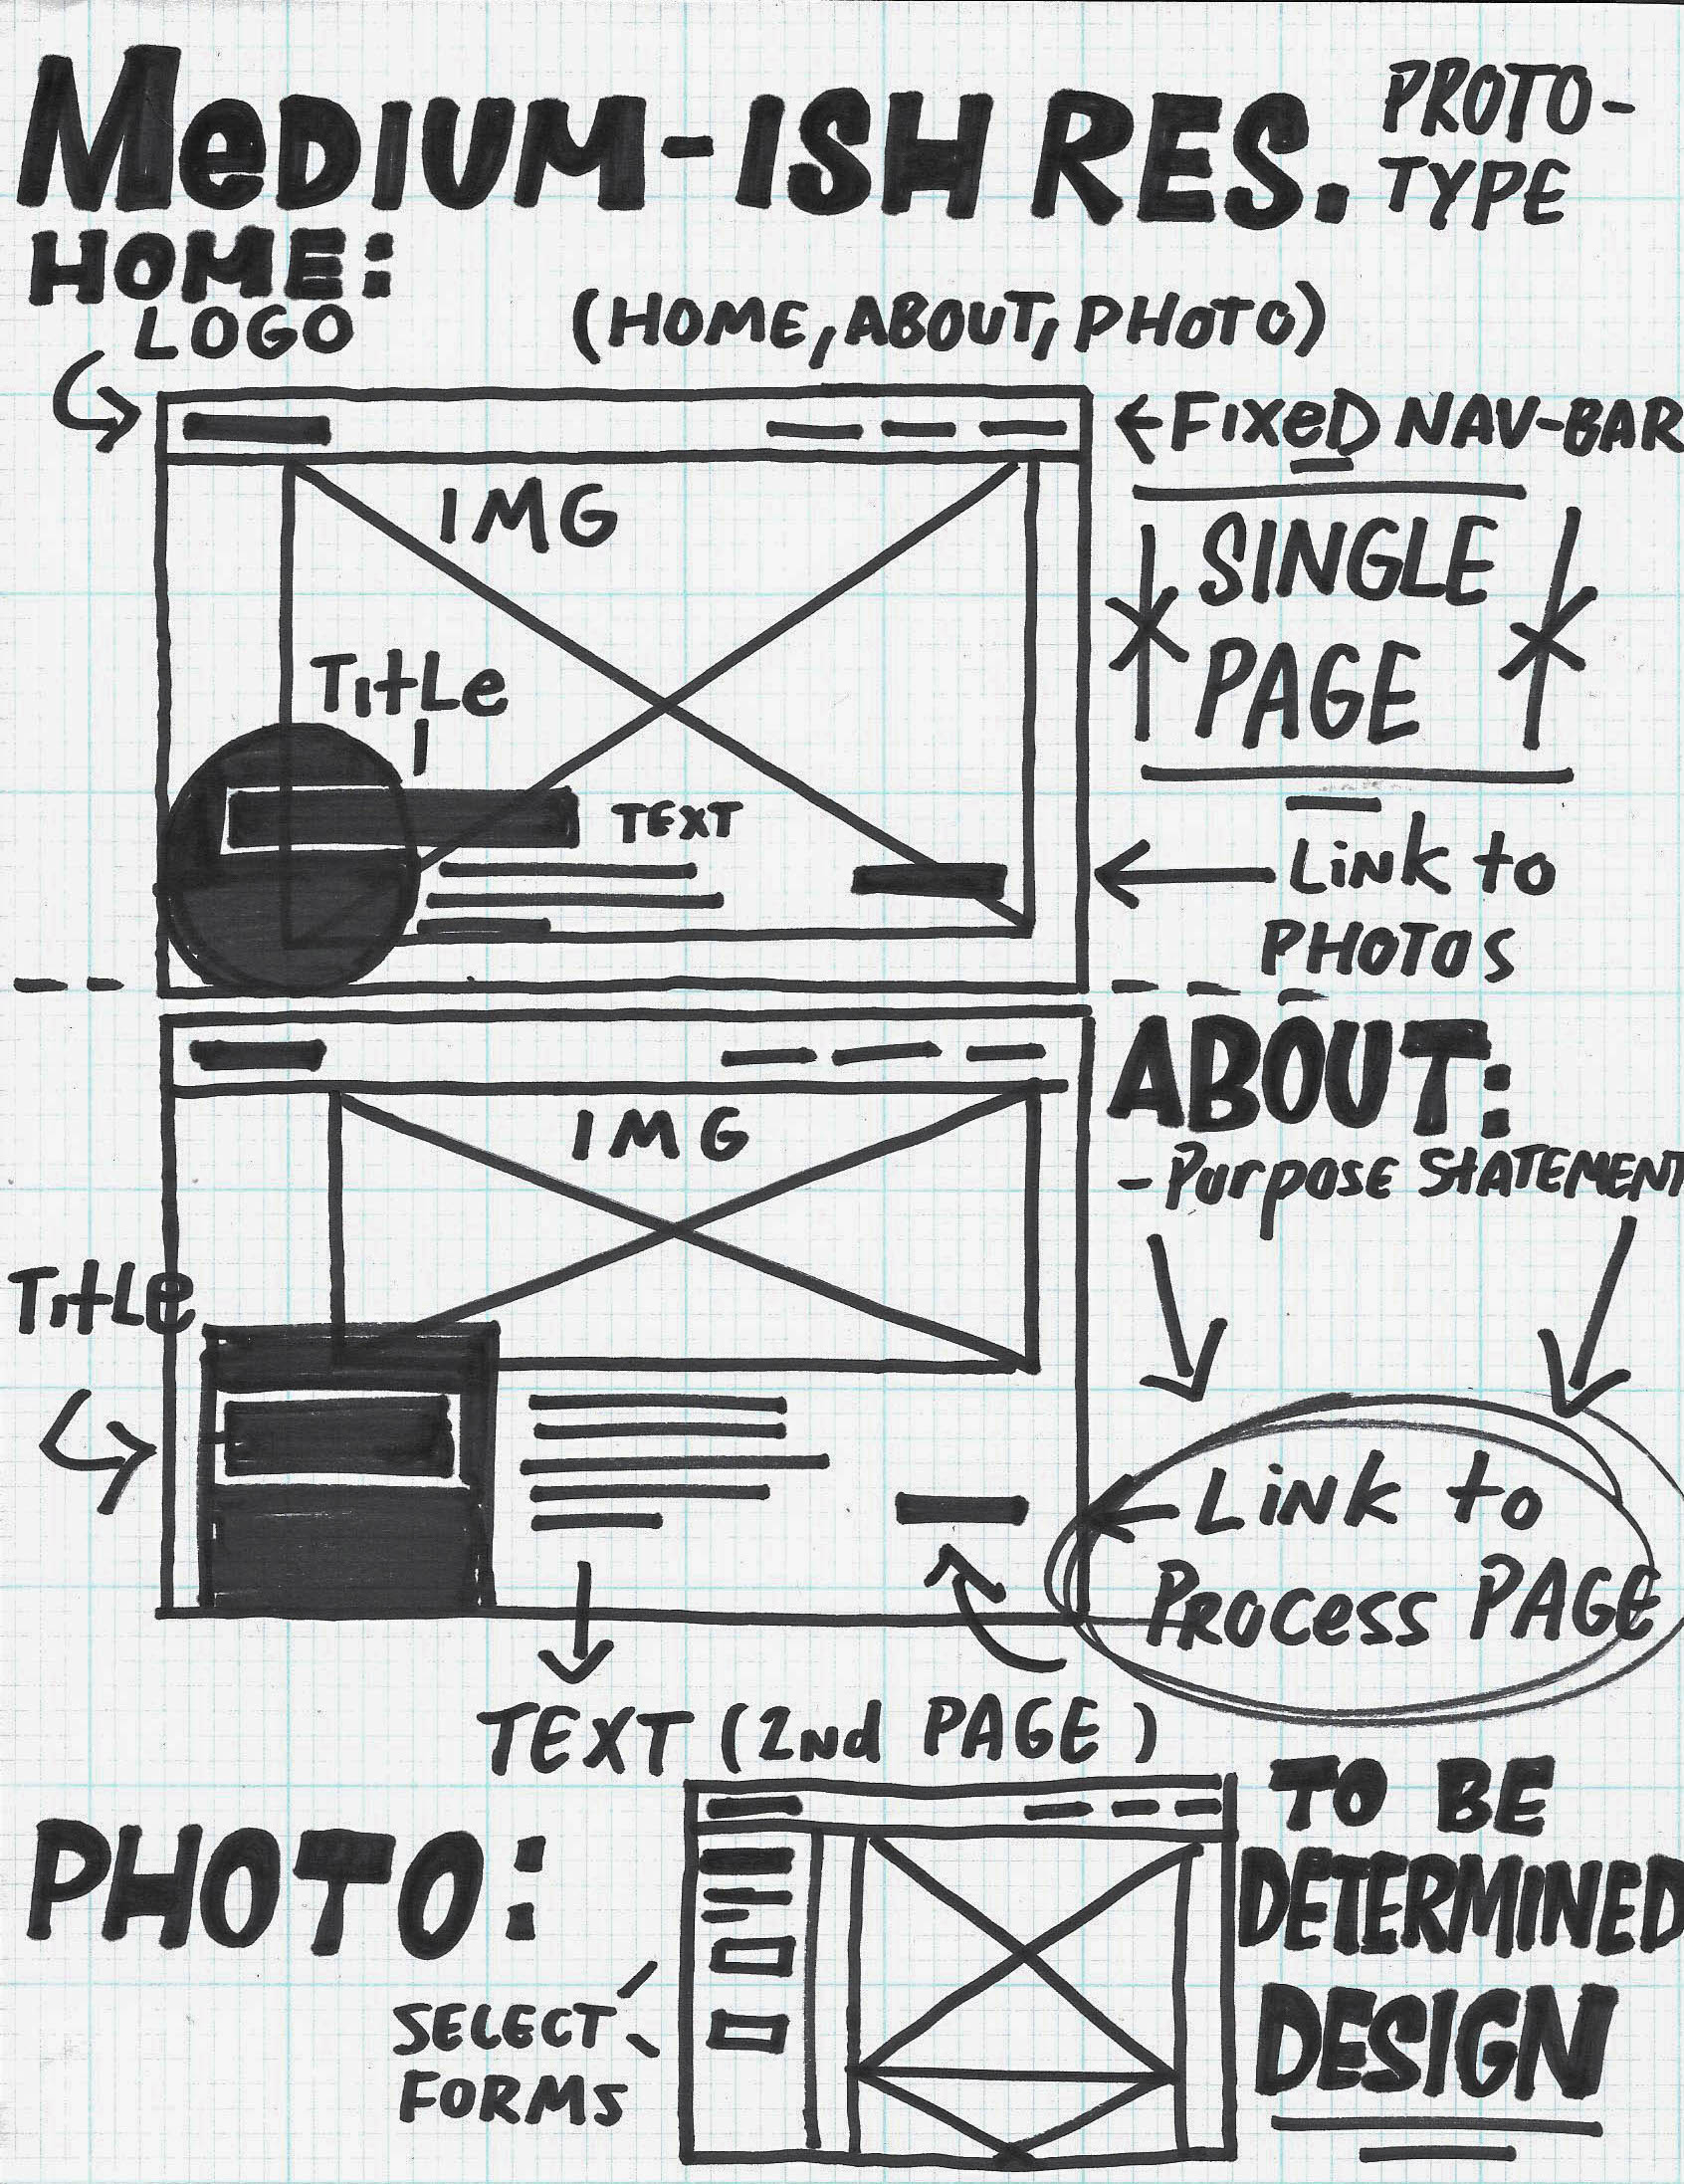 MeDIUM-ISH RES. PROTO-
TYPE
HOME:
LOGO
(HOME, ABOUT, PHOTO)
←FIXeD NAV-BAR
IMG
SINGLE
PAGE
TitLe
TEXT
← LiNk to
PHOTOS
ABOUT:
IMG
- Purpose StATEMENT
TitLe
← LiNk to
PRocess PAGE
TEXT (2nd PAGE)
PHOTO:
TO BE
DETERMINED
DESIGN
SELECT
FORMS